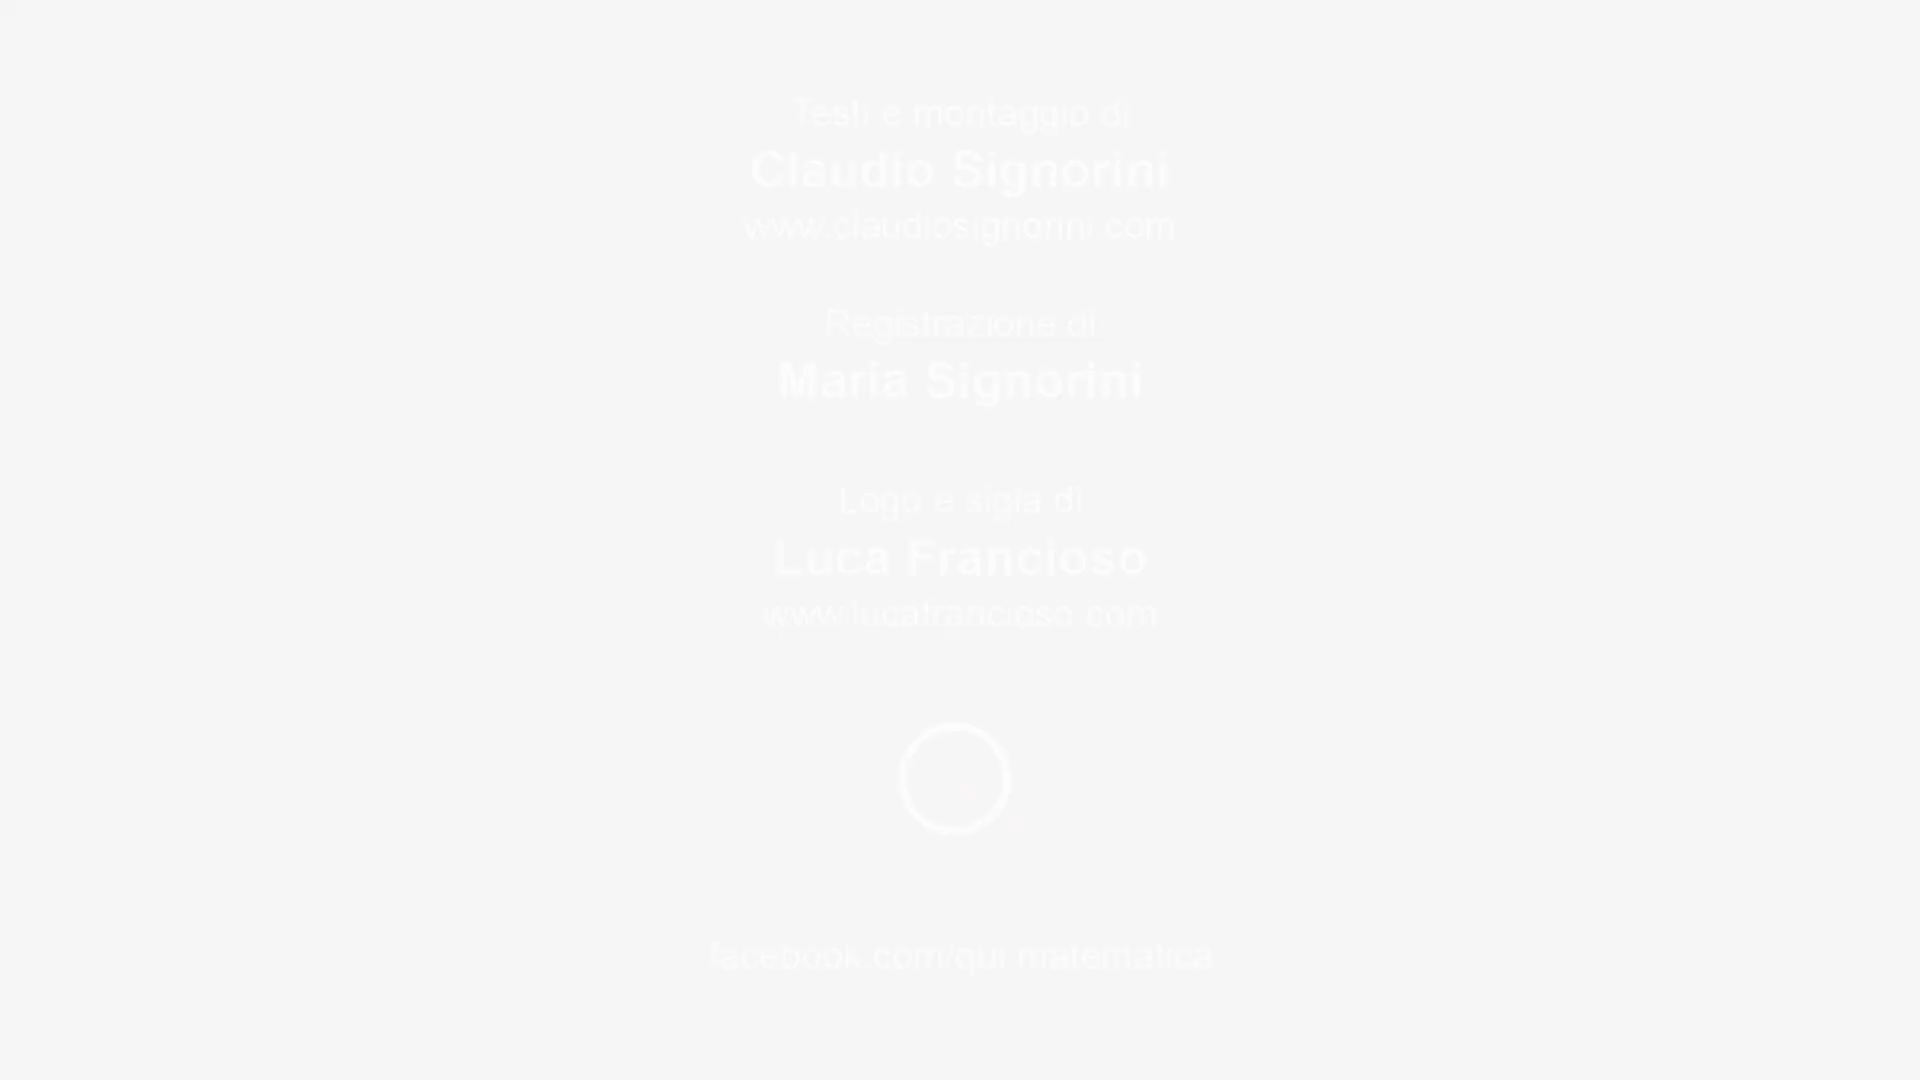 Testi e montaggio di
Claudio Signorini
www.claudiosignorini.com
Registrazione di
Maria Signorini
Logo e sigla di
Luca Francioso
www.lucafrancioso.com
facebook.com/qui.matematica